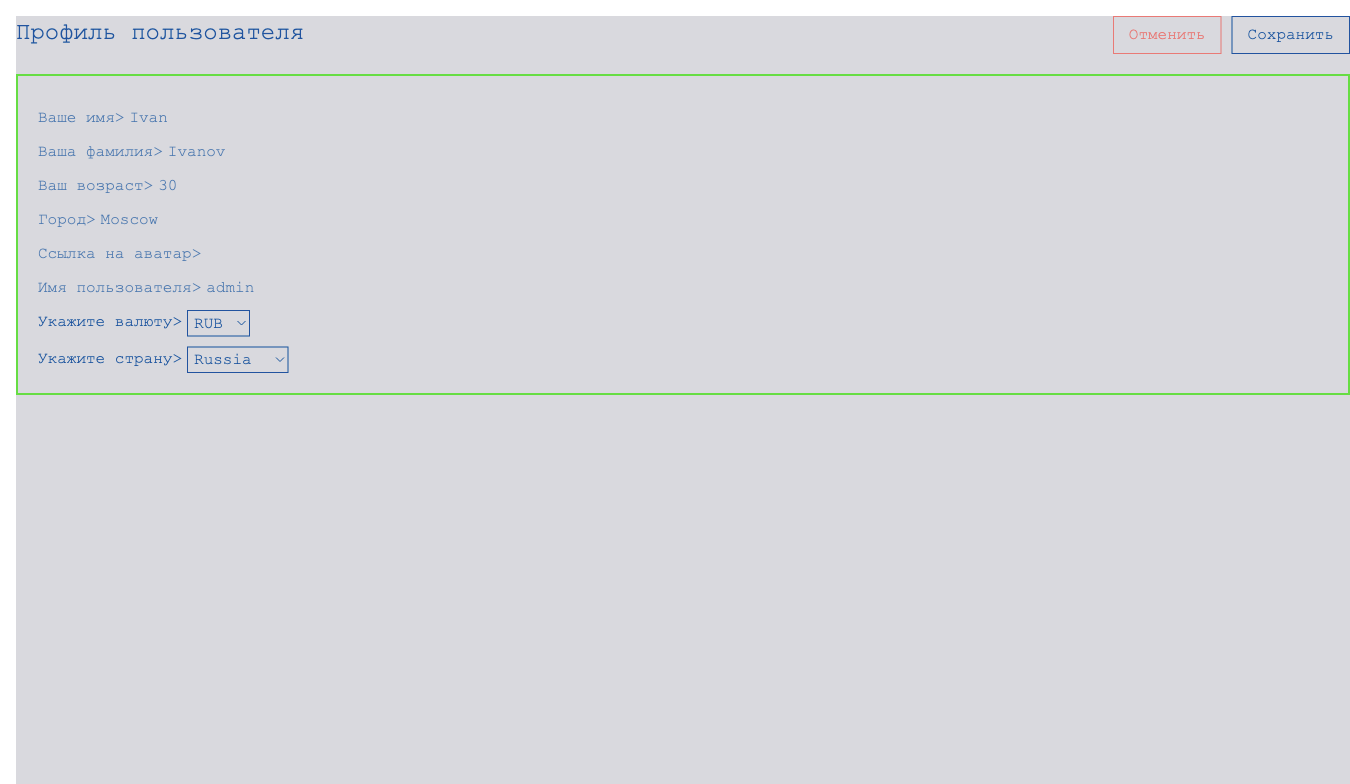 Профиль пользователя
Отменить
Сохранить
Ваше имя> Ivan
Ваша фамилия> Ivanov
Ваш возраст> 30
Город> Moscow
Ссылка на аватар>
Имя пользователя> admin
Укажите валюту> RUB
Укажите страну> Russia